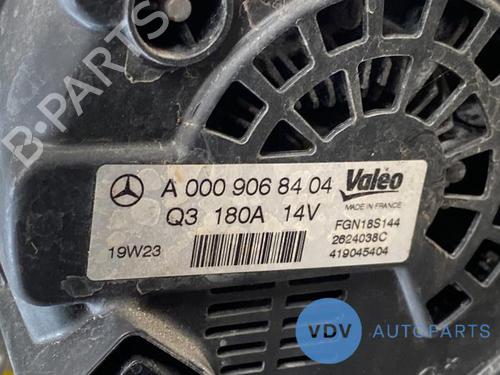 B-PARTS
A 000 906 84 04 Valeo
MADE IN FRANCE
Q3 180A 14V
FGN18S144
19W23
2624038C
419045404
VDV AUTOPARTS